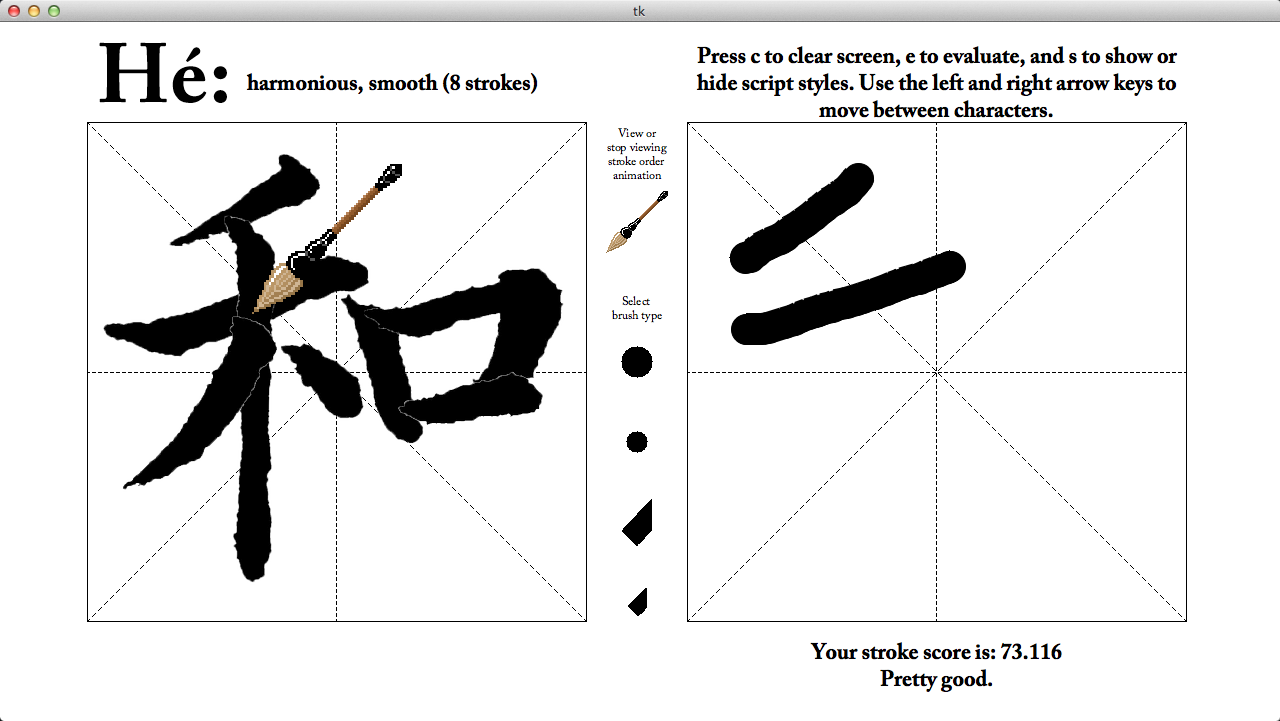 tk
Hé: harmonious, smooth (8 strokes)
Press c to clear screen, e to evaluate, and s to show or
hide script styles. Use the left and right arrow keys to
move between characters.
和
View or
stop viewing
stroke order
animation
Select
brush type
Your stroke score is: 73.116
Pretty good.